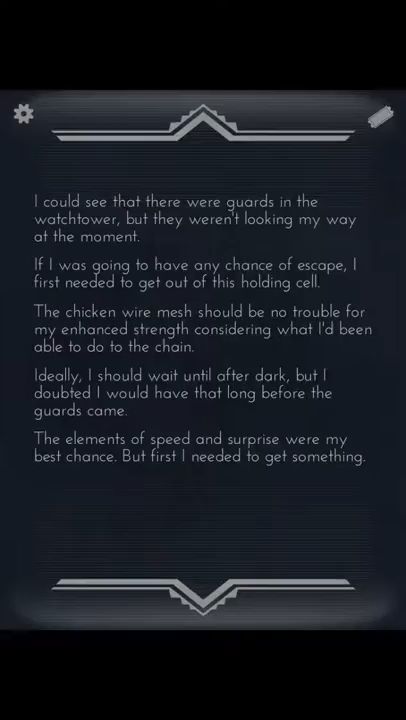 I could see that there were guards in the
watchtower, but they weren't looking my way
at the moment.
If I was going to have any chance of escape, I
first needed to get out of this holding cell.
The chicken wire mesh should be no trouble for
my enhanced strength considering what I'd been
able to do to the chain.
Ideally, I should wait until after dark, but I
doubted I would have that long before the
guards came.
The elements of speed and surprise were my
best chance. But first I needed to get something.